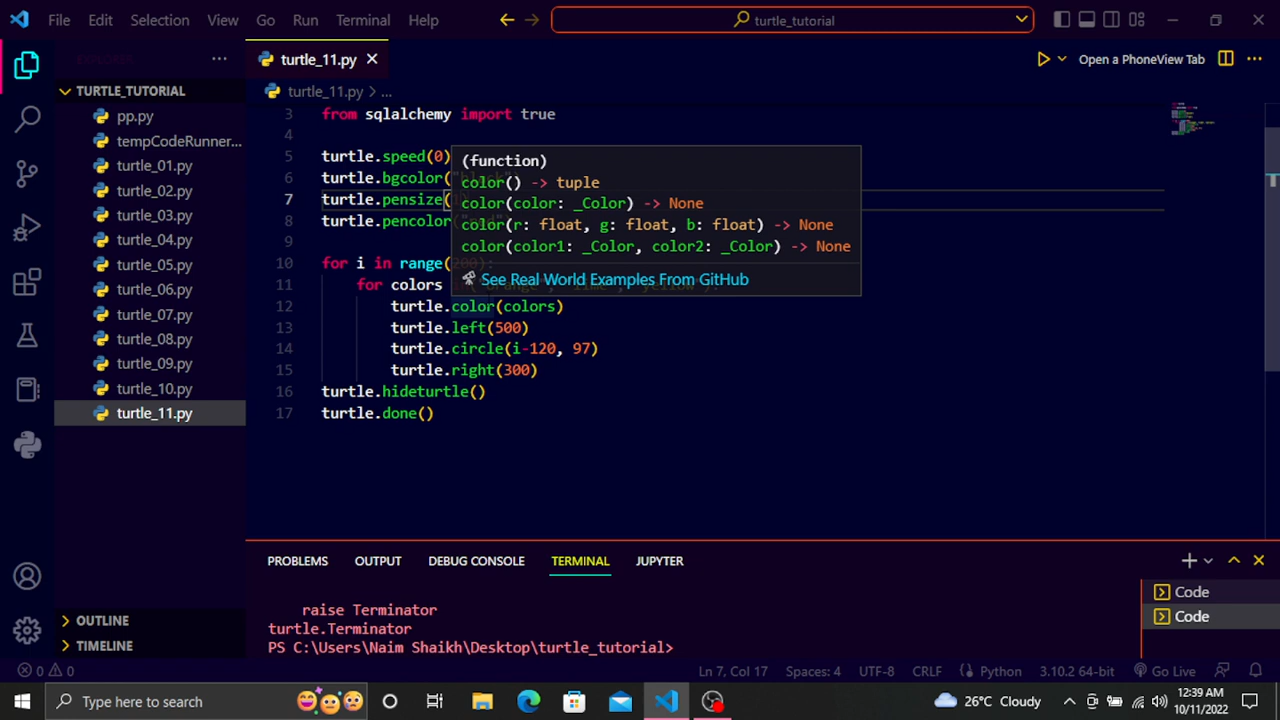 File Edit Selection View Go Run Terminal Help
turtle_tutorial
turtle_11.py
Open a PhoneView Tab
TURTLE_TUTORIAL
pp.py
tempCodeRunner...
turtle_01.py
turtle_02.py
turtle_03.py
turtle_04.py
turtle_05.py
turtle_06.py
turtle_07.py
turtle_08.py
turtle_09.py
turtle_10.py
turtle_11.py
OUTLINE
TIMELINE
turtle_11.py > ...
3 from sqlalchemy import true
4
5 turtle.speed(0)
6 turtle.bgcolor(
7 turtle.pensize(
8 turtle.pencolor
9
10 for i in range(200):
11 for colors
12 turtle.color(colors)
13 turtle.left(500)
14 turtle.circle(i-120, 97)
15 turtle.right(300)
16 turtle.hideturtle()
17 turtle.done()
(function)
color() -> tuple
color(color: _Color) -> None
color(r: float, g: float, b: float) -> None
color(color1: _Color, color2: _Color) -> None
See Real World Examples From GitHub
PROBLEMS OUTPUT DEBUG CONSOLE TERMINAL JUPYTER
raise Terminator
turtle.Terminator
PS C:\Users\Naim Shaikh\Desktop\turtle_tutorial>
Code
Code
0 0
Ln 7, Col 17 Spaces: 4 UTF-8 CRLF Python 3.10.2 64-bit Go Live
Type here to search
26°C Cloudy
12:39 AM
10/11/2022